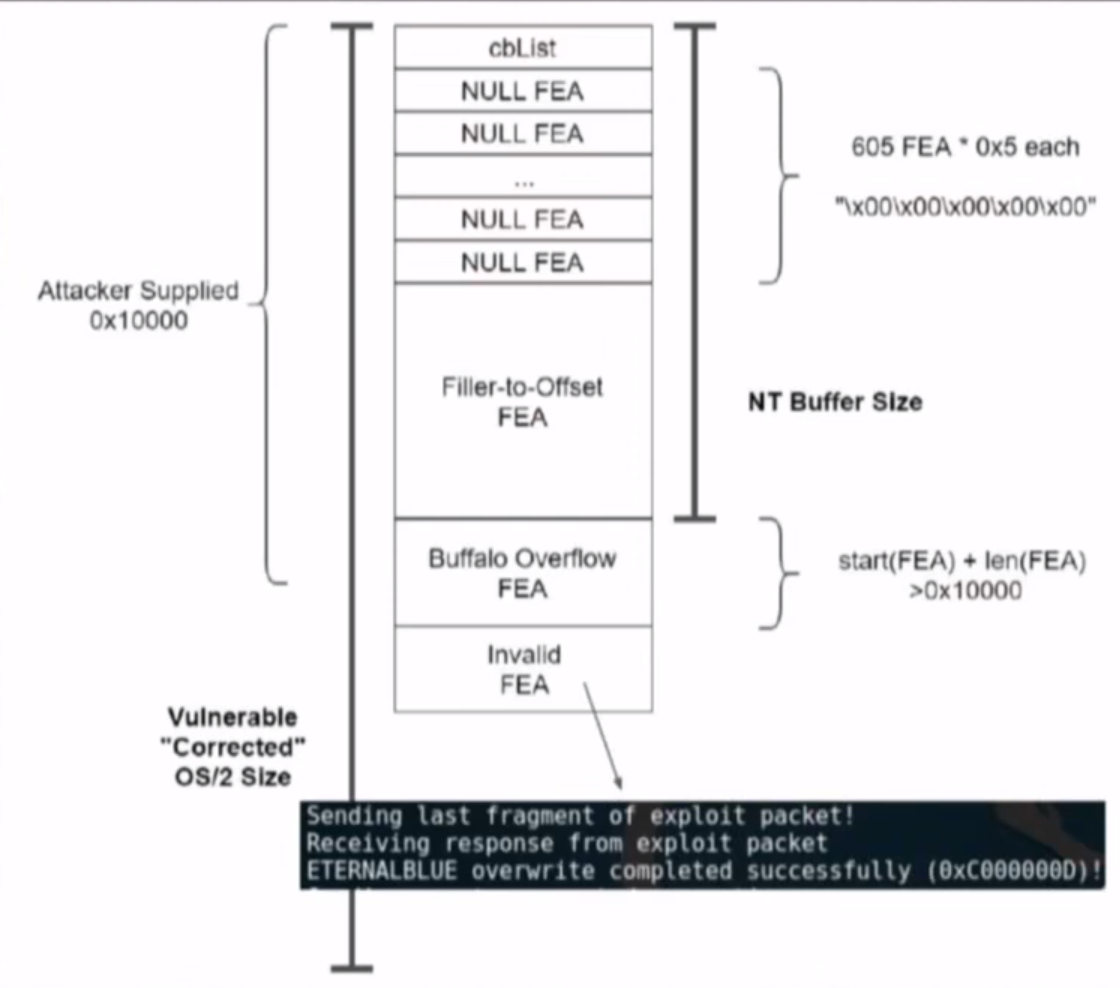 cbList
NULL FEA
NULL FEA
...
NULL FEA
NULL FEA
605 FEA * 0x5 each
"\x00\x00\x00\x00\x00"
Attacker Supplied
0x10000
Filler-to-Offset
FEA
NT Buffer Size
Buffalo Overflow
FEA
start(FEA) + len(FEA)
>0x10000
Invalid
FEA
Vulnerable
"Corrected"
OS/2 Size
Sending last fragment of exploit packet!
Receiving response from exploit packet
ETERNALBLUE overwrite completed successfully (0xC000000D)!